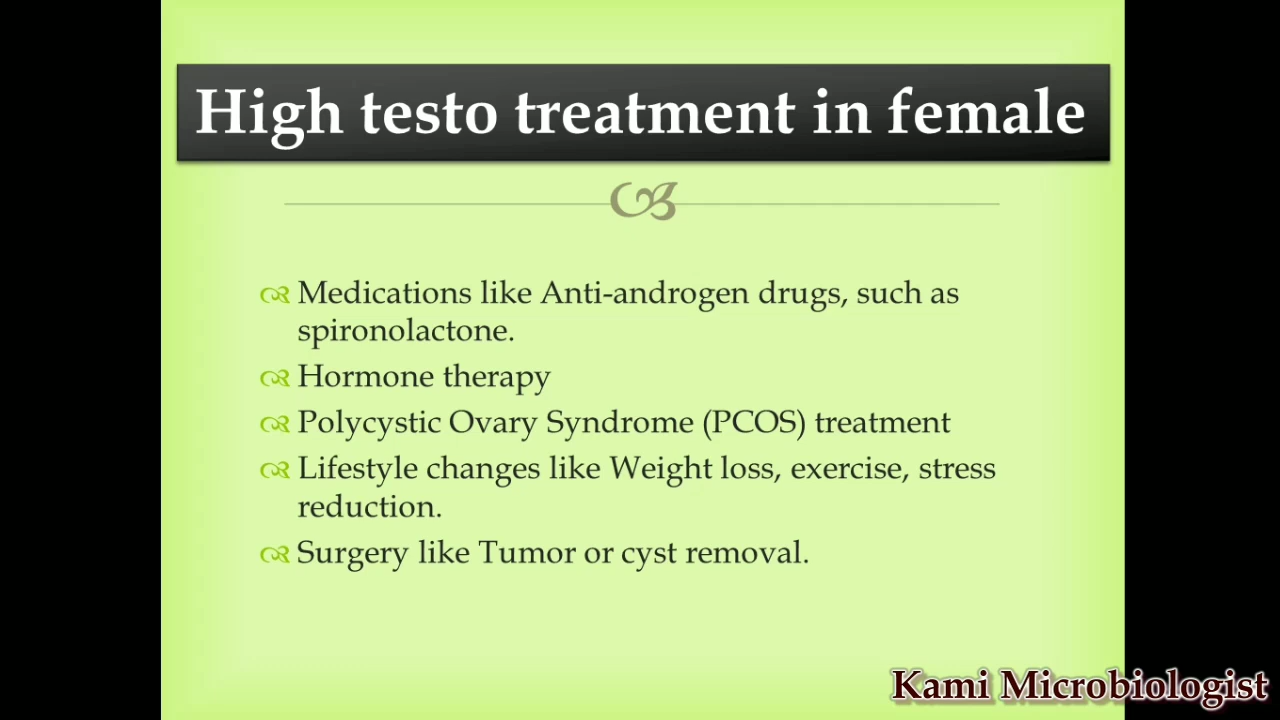 High testo treatment in female
Medications like Anti-androgen drugs, such as
spironolactone.
Hormone therapy
Polycystic Ovary Syndrome (PCOS) treatment
Lifestyle changes like Weight loss, exercise, stress
reduction.
Surgery like Tumor or cyst removal.
Kami Microbiologist